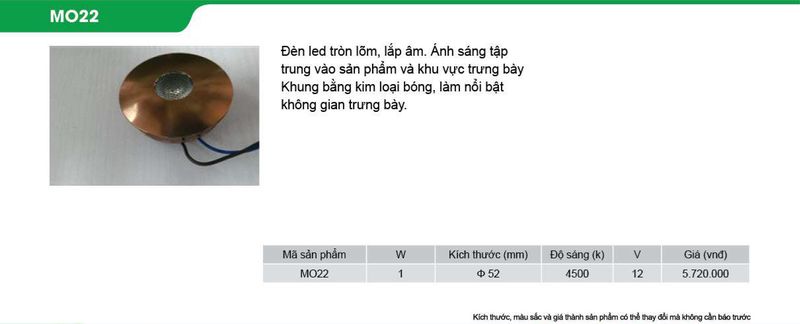 MO22
Đèn led tròn lõm, lắp âm. Ánh sáng tập
trung vào sản phẩm và khu vực trưng bày
Khung bằng kim loại bóng, làm nổi bật
không gian trưng bày.
Mã sản phẩm W Kích thước (mm) Độ sáng (k) V Giá (vnđ)
MO22 1 Φ 52 4500 12 5.720.000
Kích thước, màu sắc và giá thành sản phẩm có thể thay đổi mà không cần báo trước